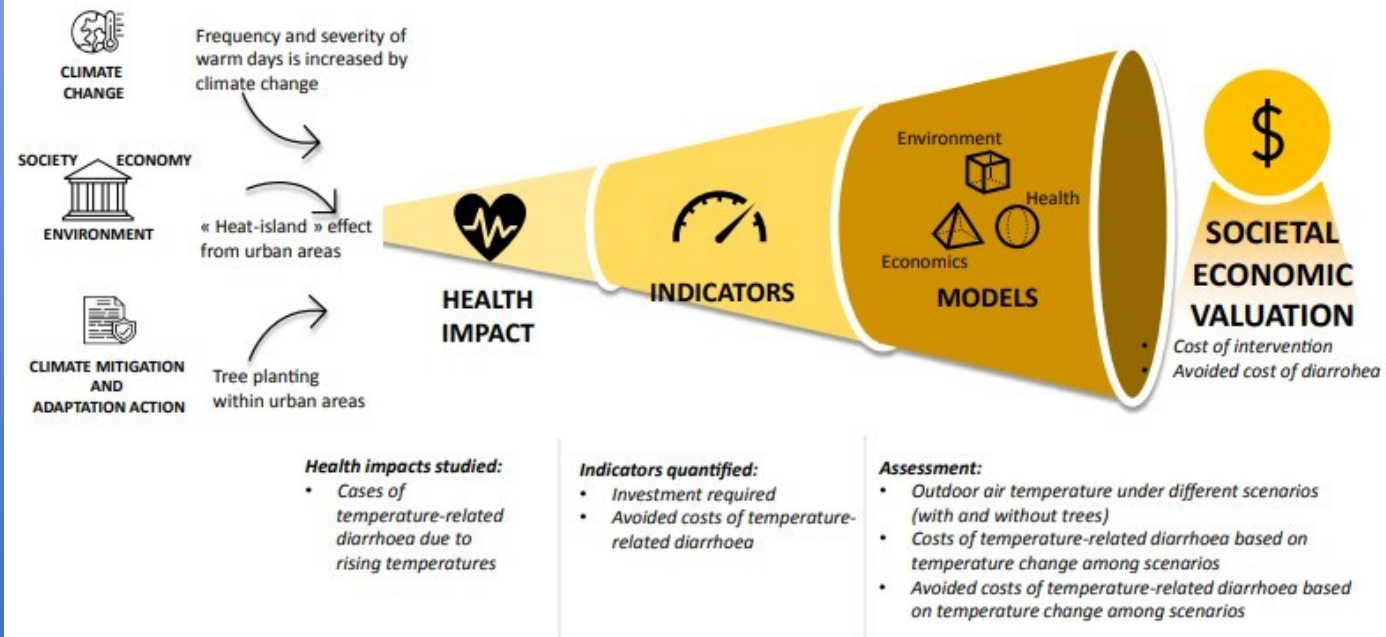 CLIMATE
CHANGE
Frequency and severity of
warm days is increased by
climate change
SOCIETY
ECONOMY
ENVIRONMENT
« Heat-island » effect
from urban areas
CLIMATE MITIGATION
AND
ADAPTATION ACTION
Tree planting
within urban areas
HEALTH
IMPACT
INDICATORS
Environment
Health
Economics
MODELS
$
SOCIETAL
ECONOMIC
VALUATION
• Cost of intervention
• Avoided cost of diarrohea
Health impacts studied:
• Cases of
temperature-related
diarrhoea due to
rising temperatures
Indicators quantified:
• Investment required
• Avoided costs of temperature-
related diarrhoea
Assessment:
• Outdoor air temperature under different scenarios
(with and without trees)
• Costs of temperature-related diarrhoea based on
temperature change among scenarios
• Avoided costs of temperature-related diarrhoea based
on temperature change among scenarios